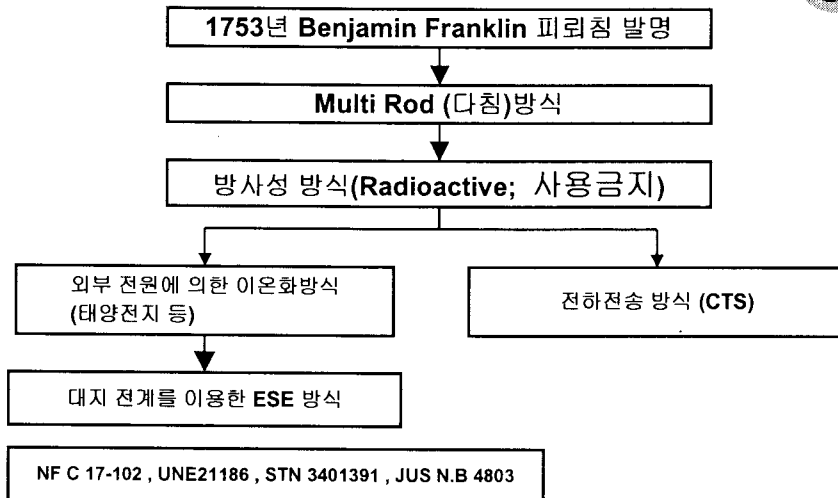 1753년 Benjamin Franklin 피뢰침 발명
Multi Rod (다침)방식
방사성 방식(Radioactive; 사용금지)
외부 전원에 의한 이온화방식
(태양전지 등)
전하전송 방식 (CTS)
대지 전계를 이용한 ESE 방식
NF C 17-102 , UNE21186 , STN 3401391 , JUS N.B 4803